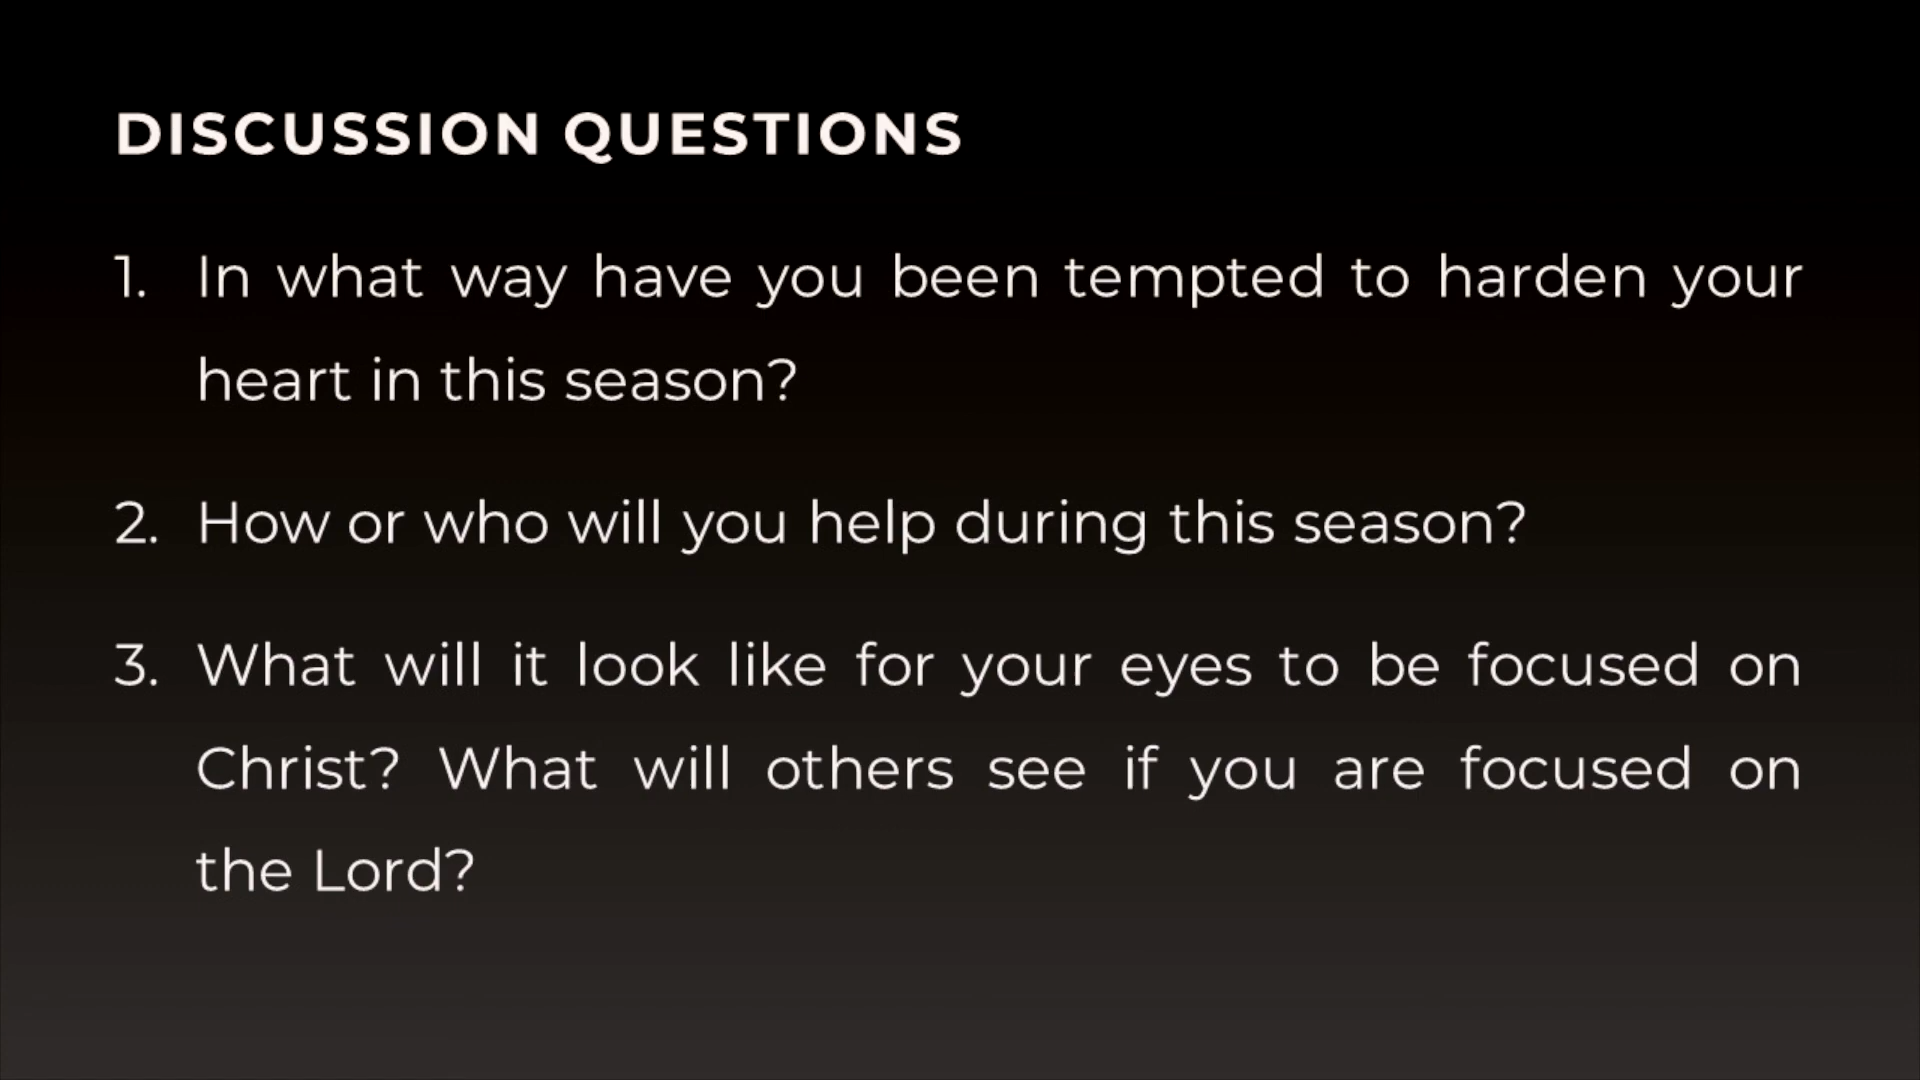 DISCUSSION QUESTIONS
1. In what way have you been tempted to harden your
heart in this season?
2. How or who will you help during this season?
3. What will it look like for your eyes to be focused on
Christ? What will others see if you are focused on
the Lord?